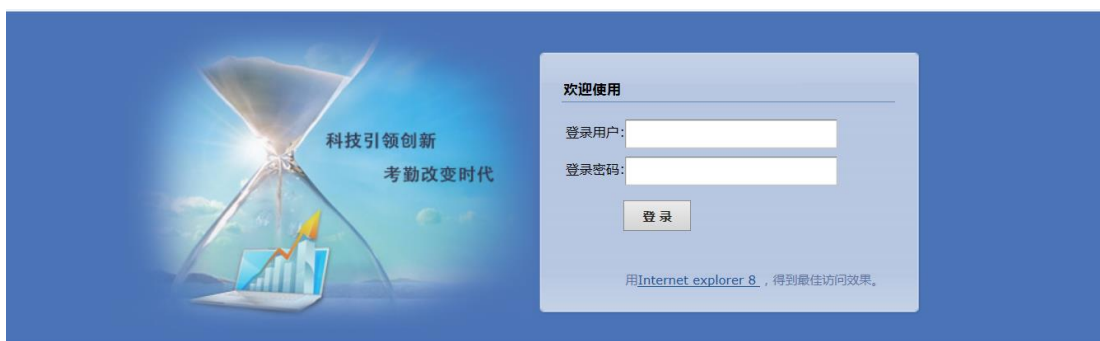 科技引领创新
考勤改变时代
欢迎使用
登录用户:
登录密码:
登 录
用Internet explorer 8 ，得到最佳访问效果。